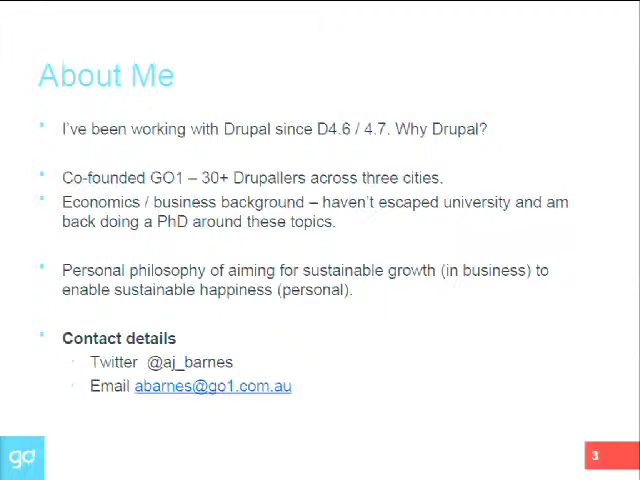 About Me
I've been working with Drupal since D4.6 / 4.7. Why Drupal?
Co-founded GO1 – 30+ Drupallers across three cities.
Economics / business background – haven't escaped university and am
back doing a PhD around these topics.
Personal philosophy of aiming for sustainable growth (in business) to
enable sustainable happiness (personal).
Contact details
Twitter @aj_barnes
Email abarnes@go1.com.au
go
3